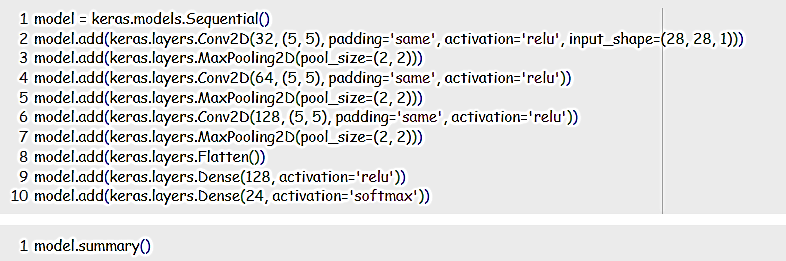 1 model = keras.models.Sequential()
2 model.add(keras.layers.Conv2D(32, (5, 5), padding='same', activation='relu', input_shape=(28, 28, 1)))
3 model.add(keras.layers.MaxPooling2D(pool_size=(2, 2)))
4 model.add(keras.layers.Conv2D(64, (5, 5), padding='same', activation='relu'))
5 model.add(keras.layers.MaxPooling2D(pool_size=(2, 2)))
6 model.add(keras.layers.Conv2D(128, (5, 5), padding='same', activation='relu'))
7 model.add(keras.layers.MaxPooling2D(pool_size=(2, 2)))
8 model.add(keras.layers.Flatten())
9 model.add(keras.layers.Dense(128, activation='relu'))
10 model.add(keras.layers.Dense(24, activation='softmax'))
1 model.summary()